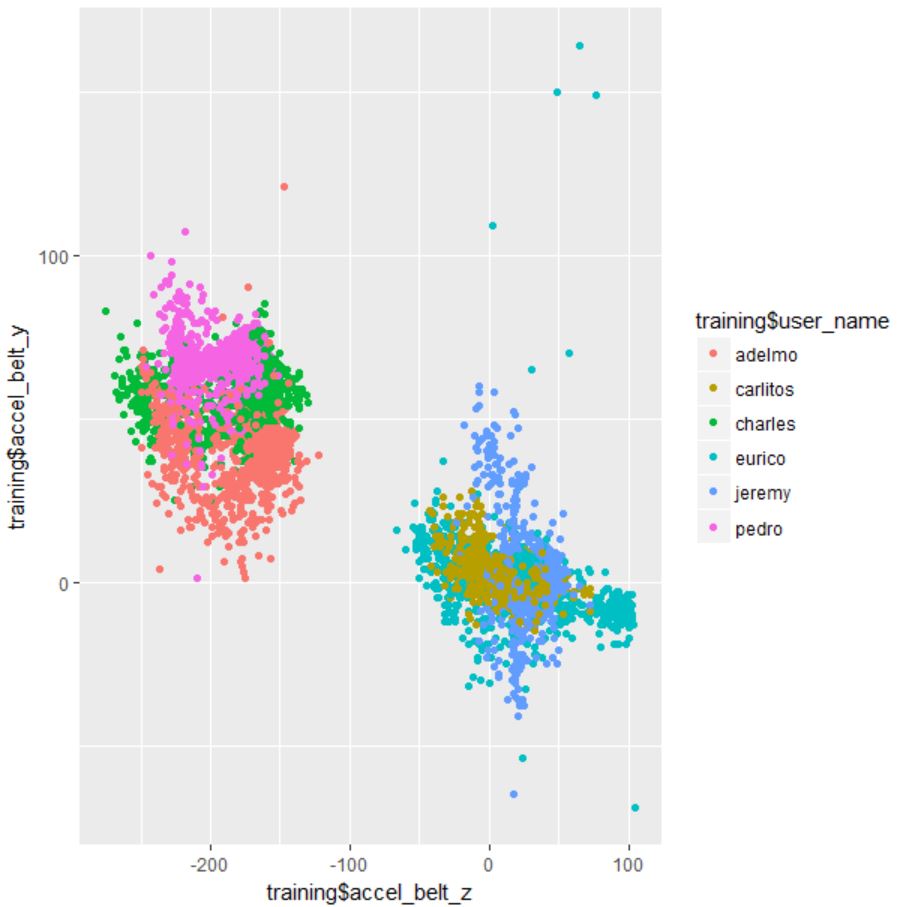 training$accel_belt_y
100
0
-200
-100
0
100
training$accel_belt_z
training$user_name
adelmo
carlitos
charles
eurico
jeremy
pedro